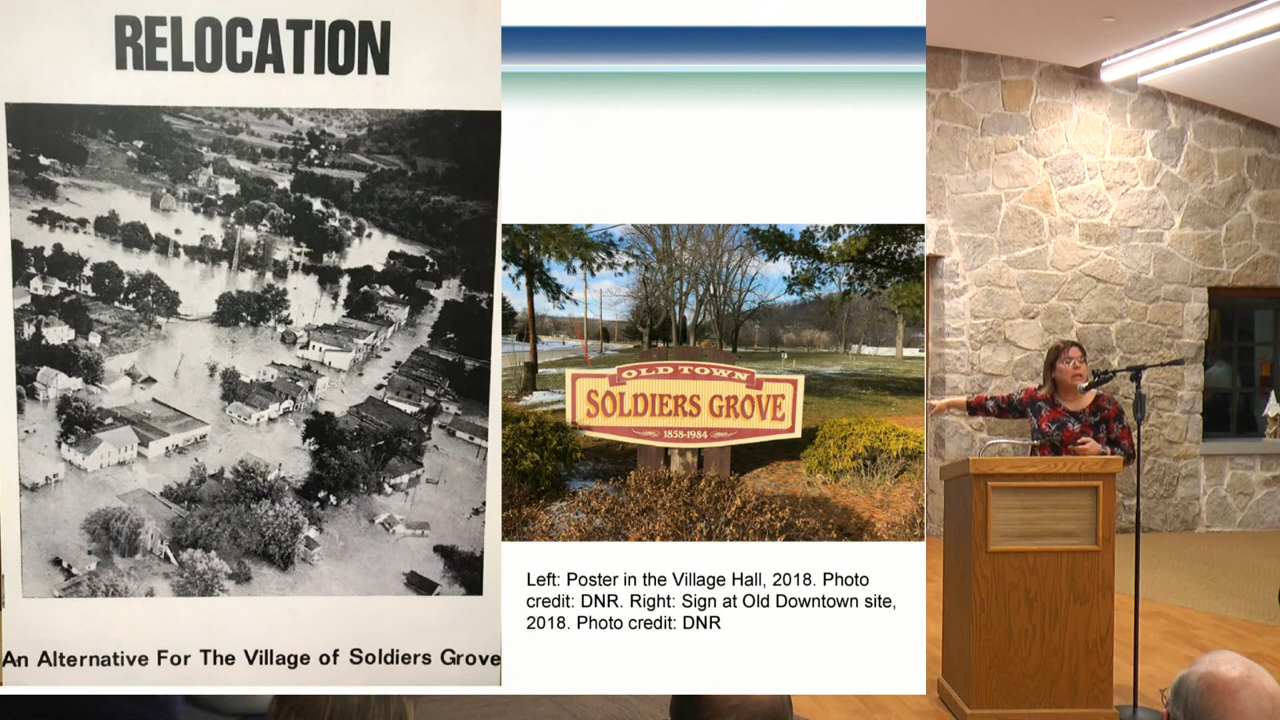 RELOCATION
An Alternative For The Village of Soldiers Grove
OLD TOWN
SOLDIERS GROVE
1858-1984
Left: Poster in the Village Hall, 2018. Photo
credit: DNR. Right: Sign at Old Downtown site,
2018. Photo credit: DNR